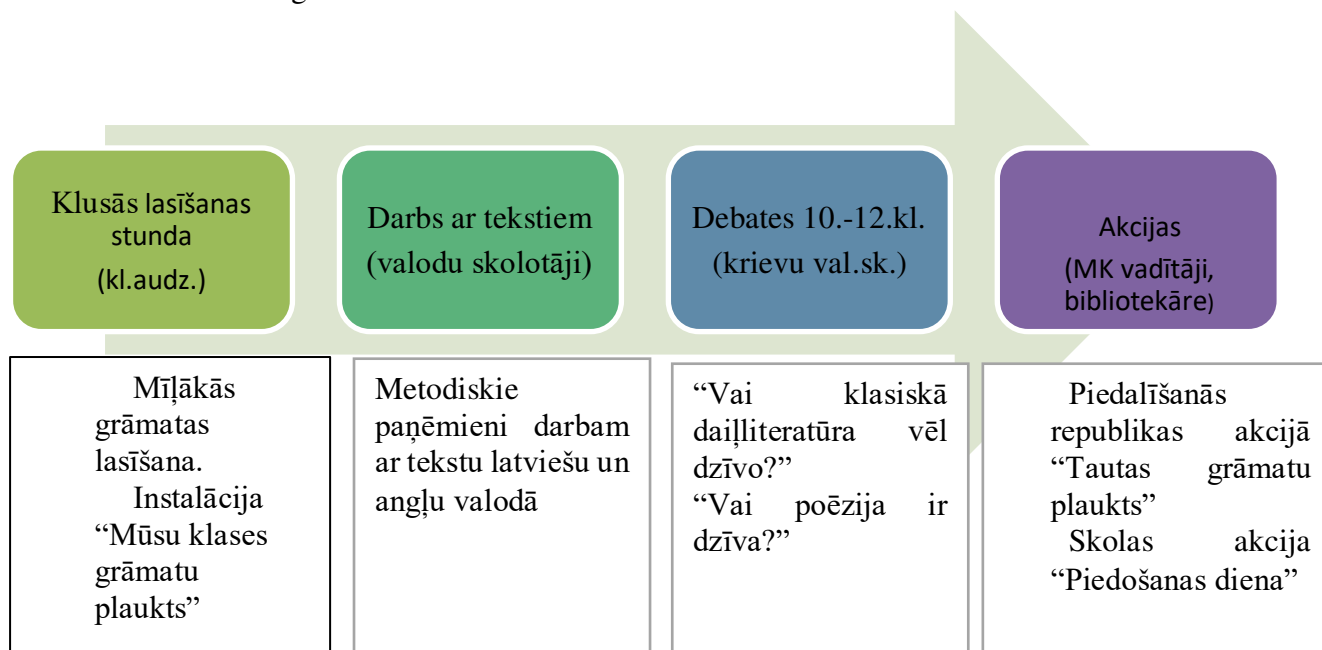 Klusās lasīšanas
stunda
(kl.audz.)
Darbs ar tekstiem
(valodu skolotāji)
Debates 10.-12.kl.
(krievu val.sk.)
Akcijas
(MK vadītāji,
bibliotekāre)
Mīļākās
grāmatas
lasīšana.
Instalācija
“Mūsu klases
grāmatu
plaukts”
Metodiskie
paņēmieni darbam
ar tekstu latviešu un
angļu valodā
“Vai klasiskā
daiļliteratūra vēl
dzīvo?”
“Vai poēzija ir
dzīva?”
Piedalīšanās
republikas akcijā
“Tautas grāmatu
plaukts”
Skolas akcija
“Piedošanas diena”